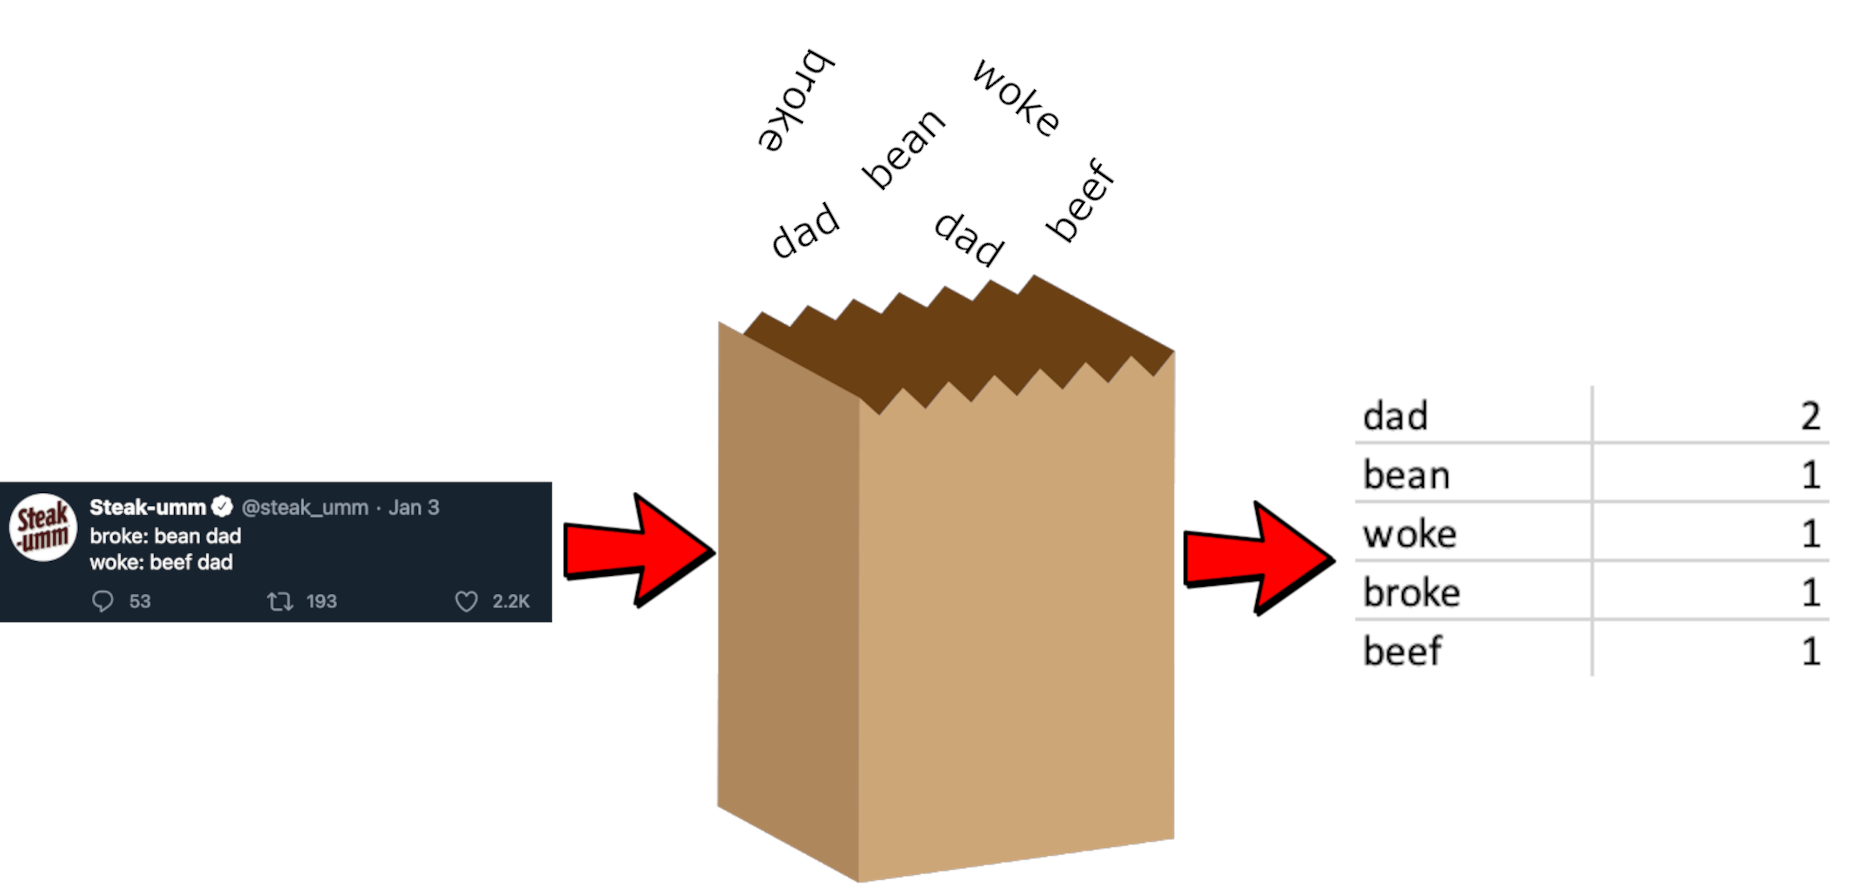 broke
woke
bean
beef
dad
dad
Steak-umm @steak_umm · Jan 3
Steak
-umm
broke: bean dad
woke: beef dad
53 193 2.2K
dad 2
bean 1
woke 1
broke 1
beef 1